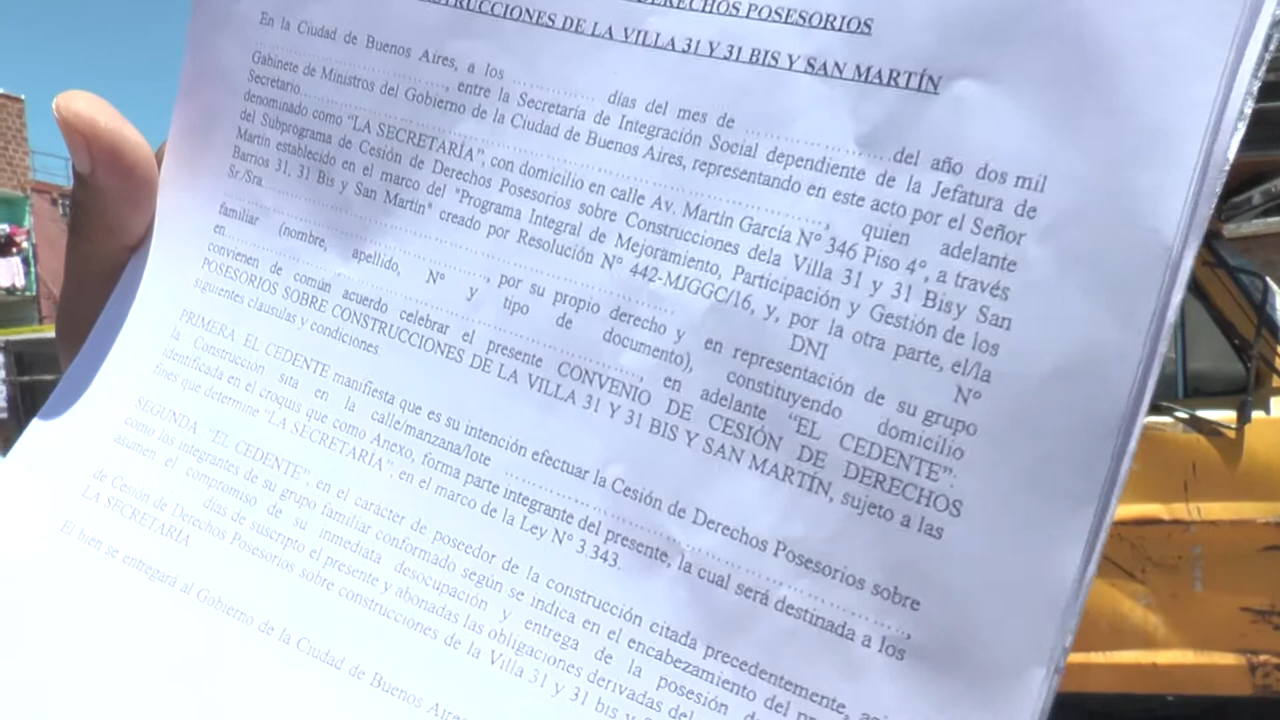 DERECHOS POSESORIOS
CONSTRUCCIONES DE LA VILLA 31 Y 31 BIS Y SAN MARTÍN
En la Ciudad de Buenos Aires, a los .............. días del mes de ....................del año dos mil
.........................., entre la Secretaría de Integración Social dependiente de la Jefatura de
Gabinete de Ministros del Gobierno de la Ciudad de Buenos Aires, representando en este acto por el Señor
Secretario.................................................................., quien adelante
denominado como "LA SECRETARÍA", con domicilio en calle Av. Martín García N° 346 Piso 4°, a través
del Subprograma de Cesión de Derechos Posesorios sobre Construcciones dela Villa 31 y 31 Bisy San
Martín establecido en el marco del "Programa Integral de Mejoramiento, Participación y Gestión de los
Barrios 31, 31 Bis y San Martín" creado por Resolución N° 442-MJGGC/16, y, por la otra parte, el/la
Sr./Sra............................................................ DNI N°
..............................., por su propio derecho y en representación de su grupo
familiar (nombre, apellido, N° y tipo de documento), constituyendo domicilio
en............................................................, en adelante "EL CEDENTE".
convienen de común acuerdo celebrar el presente CONVENIO DE CESIÓN DE DERECHOS
POSESORIOS SOBRE CONSTRUCCIONES DE LA VILLA 31 Y 31 BIS Y SAN MARTÍN, sujeto a las
siguientes clausulas y condiciones
PRIMERA EL CEDENTE manifiesta que es su intención efectuar la Cesión de Derechos Posesorios sobre
la Construcción sita en la calle/manzana/lote ............................................,
identificada en el croquis que como Anexo, forma parte integrante del presente, la cual será destinada a los
fines que determine "LA SECRETARÍA", en el marco de la Ley N° 3.343.
SEGUNDA "EL CEDENTE", en el carácter de poseedor de la construcción citada precedentemente,
como los integrantes de su grupo familiar conformado según se indica en el encabezamiento del
asumen el compromiso de su inmediata desocupación y entrega de la posesión
.............. días de suscripto el presente y abonadas las obligaciones derivadas del
de Cesión de Derechos Posesorios sobre construcciones de la Villa 31 y 31 bis y
LA SECRETARÍA
El bien se entregará al Gobierno de la Ciudad de Buenos Aires